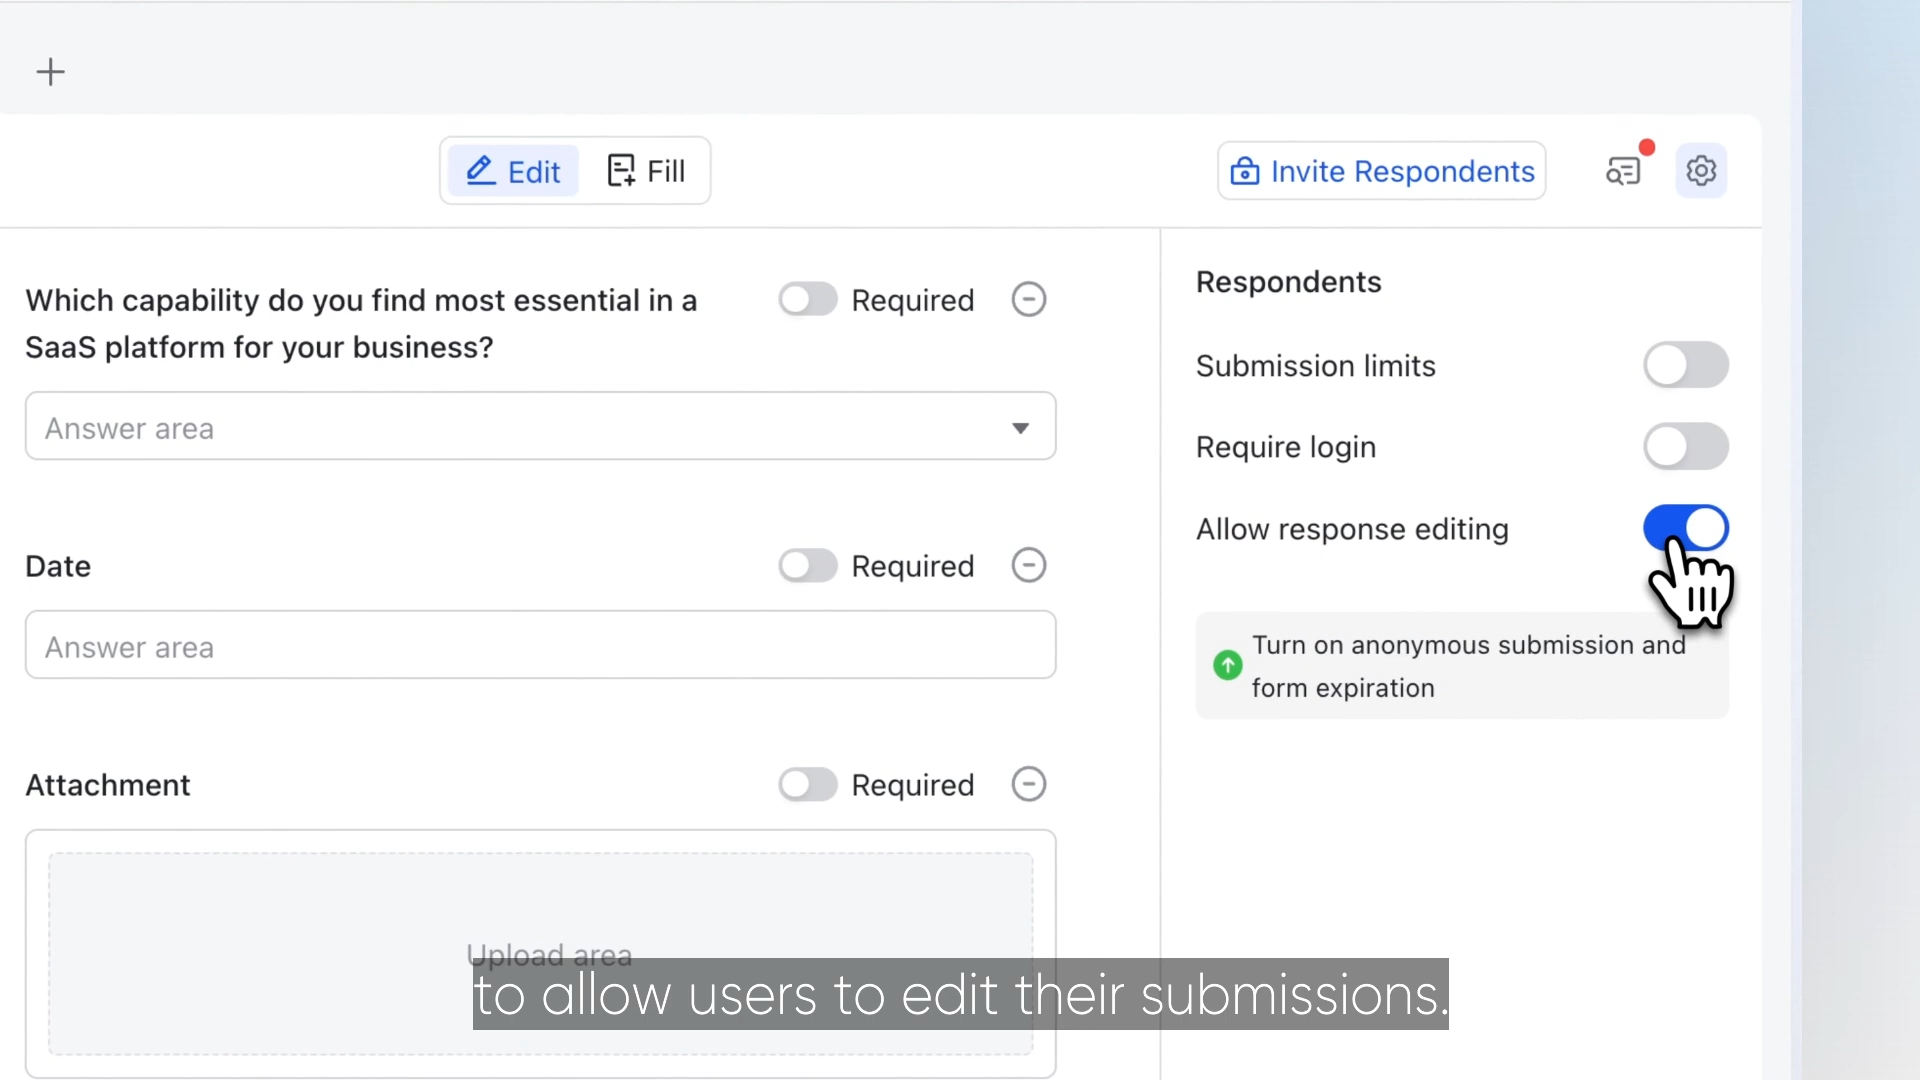 Edit
Fill
Invite Respondents
Which capability do you find most essential in a
SaaS platform for your business?
Required
Answer area
Date
Required
Answer area
Attachment
Required
Upload area
Respondents
Submission limits
Require login
Allow response editing
Turn on anonymous submission and
form expiration
to allow users to edit their submissions.